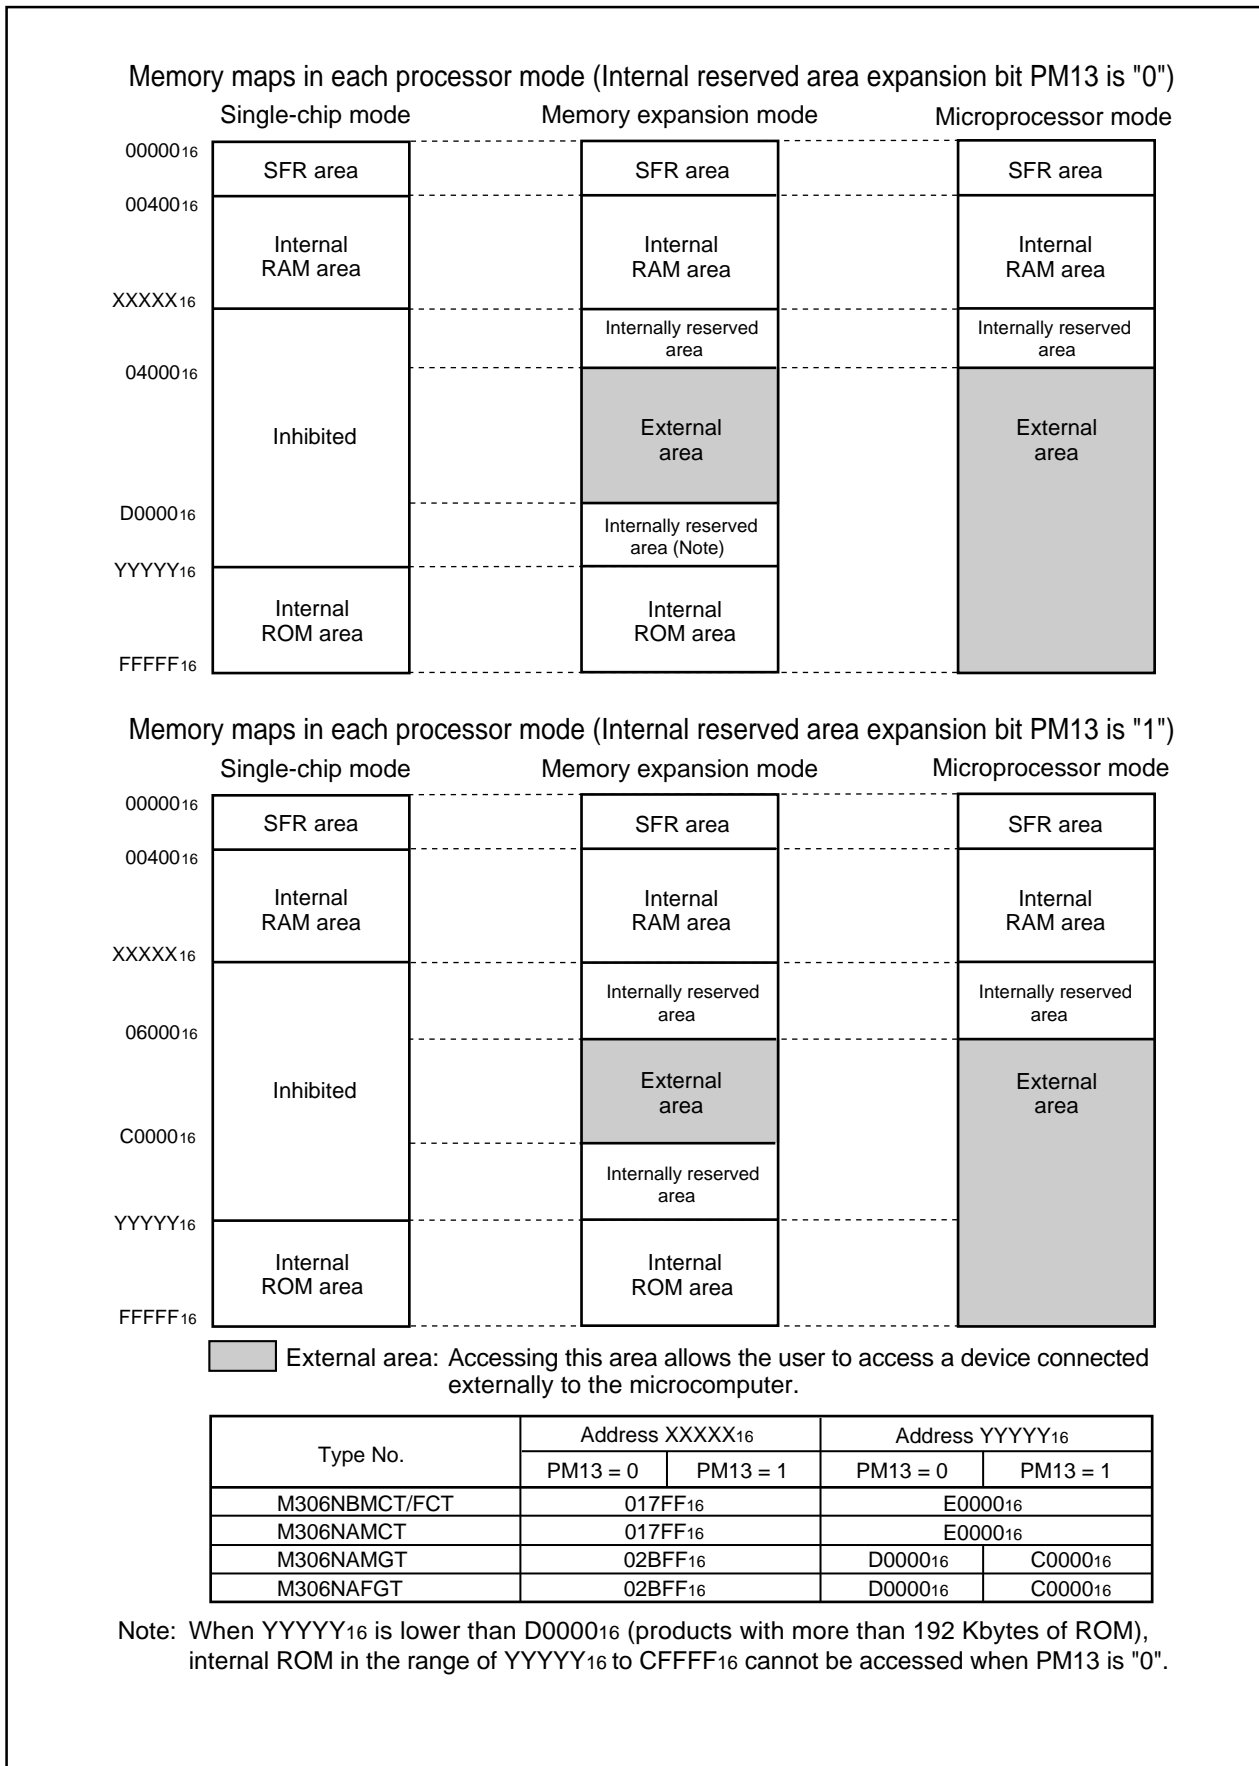 Memory maps in each processor mode (Internal reserved area expansion bit PM13 is "0")
Single-chip mode
Memory expansion mode
Microprocessor mode
0000016
SFR area
SFR area
SFR area
0040016
Internal
RAM area
Internal
RAM area
Internal
RAM area
XXXXX16
Internally reserved
area
Internally reserved
area
0400016
Inhibited
External
area
External
area
D000016
Internally reserved
area (Note)
YYYYY16
Internal
ROM area
Internal
ROM area
FFFFF16
Memory maps in each processor mode (Internal reserved area expansion bit PM13 is "1")
Single-chip mode
Memory expansion mode
Microprocessor mode
0000016
SFR area
SFR area
SFR area
0040016
Internal
RAM area
Internal
RAM area
Internal
RAM area
XXXXX16
Internally reserved
area
Internally reserved
area
0600016
Inhibited
External
area
External
area
C000016
Internally reserved
area
YYYYY16
Internal
ROM area
Internal
ROM area
FFFFF16
External area: Accessing this area allows the user to access a device connected
externally to the microcomputer.
Type No. Address XXXXX16 Address YYYYY16
PM13 = 0 PM13 = 1 PM13 = 0 PM13 = 1
M306NBMCT/FCT 017FF16 E000016
M306NAMCT 017FF16 E000016
M306NAMGT 02BFF16 D000016 C000016
M306NAFGT 02BFF16 D000016 C000016
Note: When YYYYY16 is lower than D000016 (products with more than 192 Kbytes of ROM),
internal ROM in the range of YYYYY16 to CFFFF16 cannot be accessed when PM13 is "0".